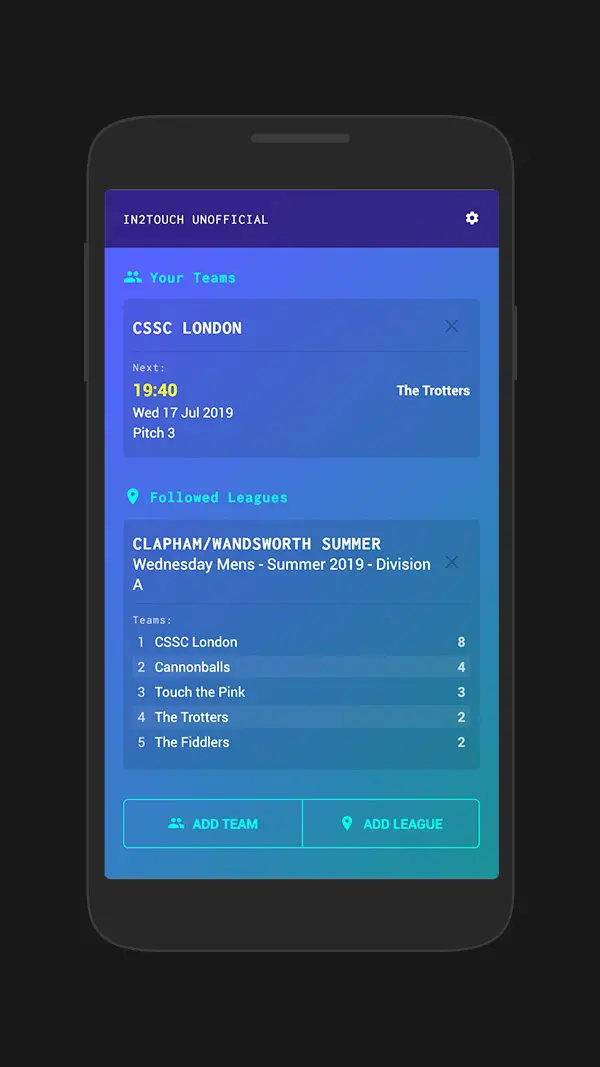 IN2TOUCH UNOFFICIAL
Your Teams
CSSC LONDON
Next:
19:40 The Trotters
Wed 17 Jul 2019
Pitch 3
Followed Leagues
CLAPHAM/WANDSWORTH SUMMER
Wednesday Mens - Summer 2019 - Division
A
Teams:
1 CSSC London 8
2 Cannonballs 4
3 Touch the Pink 3
4 The Trotters 2
5 The Fiddlers 2
ADD TEAM ADD LEAGUE